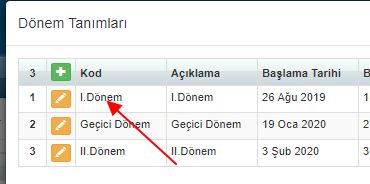 Dönem Tanımları
3 Kod Açıklama Başlama Tarihi B
1 I.Dönem I.Dönem 26 Ağu 2019 1
2 Geçici Dönem Geçici Dönem 19 Oca 2020 2
3 II.Dönem II.Dönem 3 Şub 2020 3